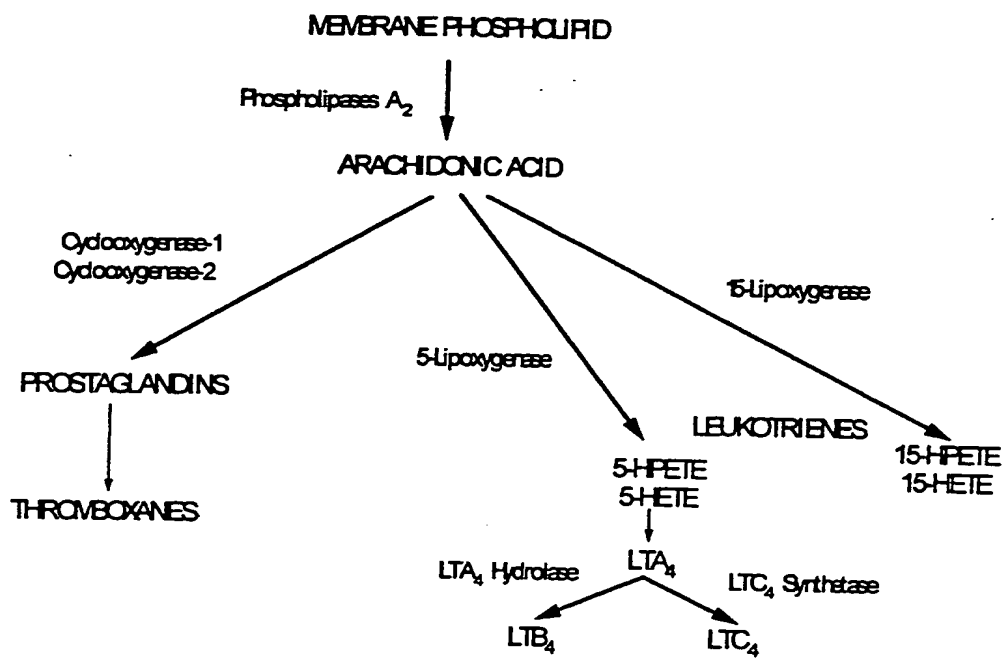 MEMBRANE PHOSPHOLIPID
Phospholipases A₂
ARACHIDONIC ACID
Cyclooxygenase-1
Cyclooxygenase-2
15-Lipoxygenase
5-Lipoxygenase
PROSTAGLANDINS
LEUKOTRIENES
5-HPETE
5-HETE
15-HPETE
15-HETE
THROMBOXANES
LTA₄ Hydrolase
LTA₄
LTC₄ Synthetase
LTB₄
LTC₄